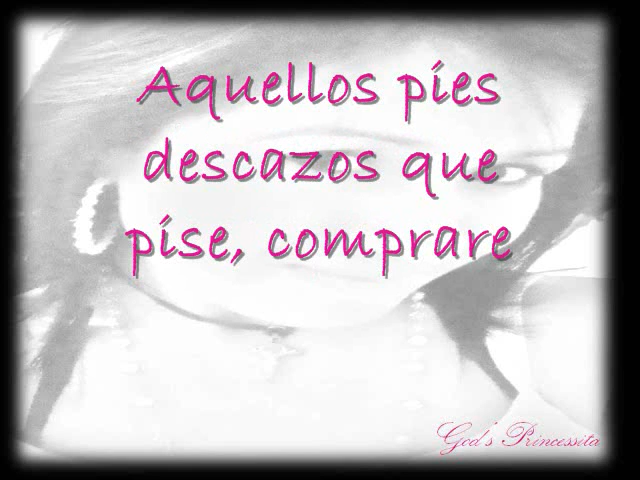 Aquellos pies
descazos que
pise, comprare
God's Princessita